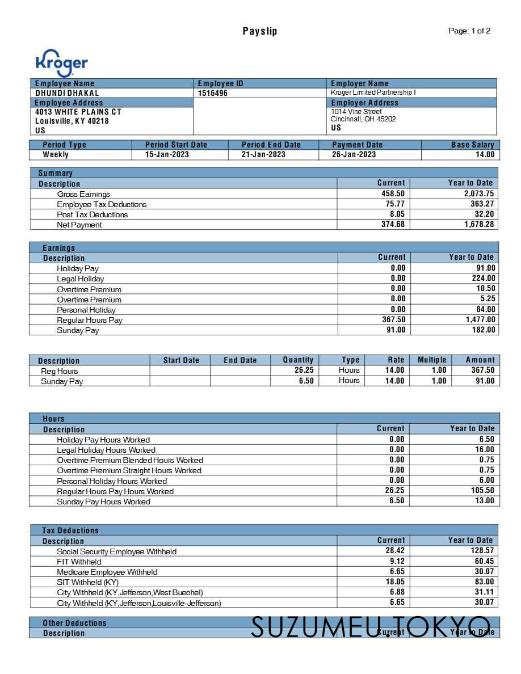 Payslip
Page: 1 of 2
Kroger
Employee Name Employee ID Employer Name
DHUNDI DHAKAL 1516496 Kroger Limited Partnership I
Employee Address Employer Address
4013 WHITE PLAINS CT 1014 Vine Street
Louisville, KY 40218 Cincinnati, OH 45202
US US
Period Type Period Start Date Period End Date Payment Date Base Salary
Weekly 15-Jan-2023 21-Jan-2023 26-Jan-2023 14.00
Summary
Description Current Year to Date
Gross Earnings 458.50 2,073.75
Employee Tax Deductions 75.77 363.27
Post Tax Deductions 8.05 32.20
Net Payment 374.68 1,678.28
Earnings
Description Current Year to Date
Holiday Pay 0.00 91.00
Legal Holiday 0.00 224.00
Overtime Premium 0.00 10.50
Overtime Premium 0.00 5.25
Personal Holiday 0.00 84.00
Regular Hours Pay 367.50 1,477.00
Sunday Pay 91.00 182.00
Description Start Date End Date Quantity Type Rate Multiple Amount
Reg Hours 26.25 Hours 14.00 1.00 367.50
Sunday Pay 6.50 Hours 14.00 1.00 91.00
Hours
Description Current Year to Date
Holiday Pay Hours Worked 0.00 6.50
Legal Holiday Hours Worked 0.00 16.00
Overtime Premium Blended Hours Worked 0.00 0.75
Overtime Premium Straight Hours Worked 0.00 0.75
Personal Holiday Hours Worked 0.00 6.00
Regular Hours Pay Hours Worked 26.25 105.50
Sunday Pay Hours Worked 6.50 13.00
Tax Deductions
Description Current Year to Date
Social Security Employee Withheld 28.42 128.57
FIT Withheld 9.12 60.45
Medicare Employee Withheld 6.65 30.07
SIT Withheld (KY) 18.05 83.00
City Withheld (KY,Jefferson,West Buechel) 6.88 31.11
City Withheld (KY,Jefferson,Louisville-Jefferson) 6.65 30.07
Other Deductions
SUZUMEU.TOKYO
Description Current Year to Date